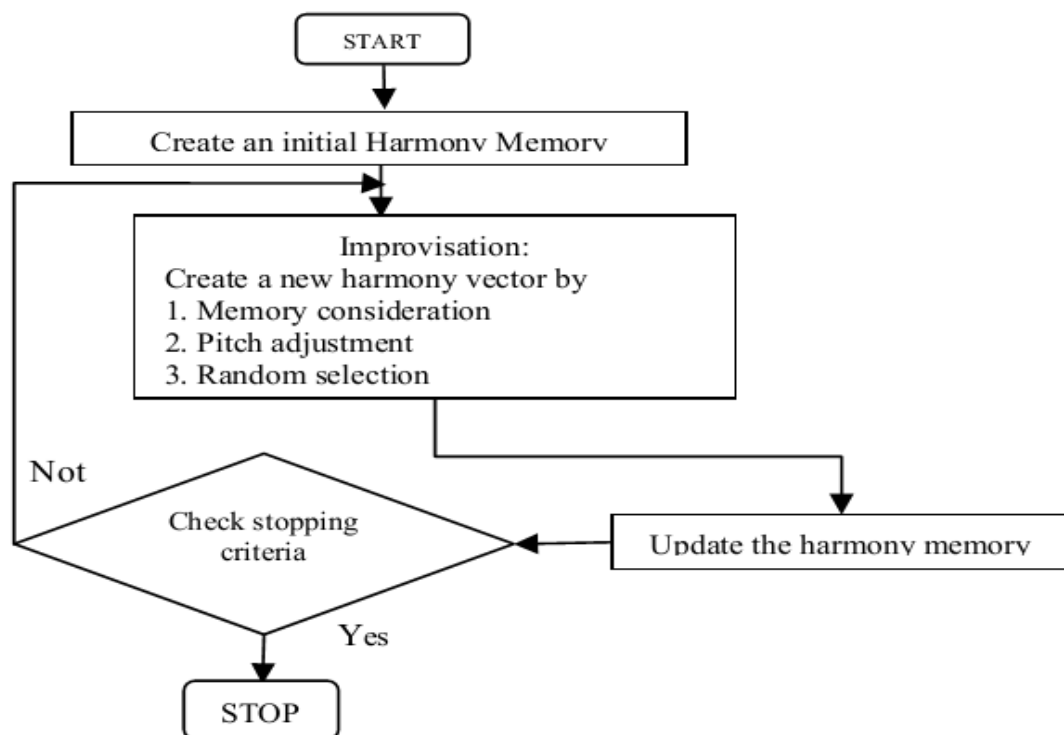 START
Create an initial Harmony Memory
Improvisation:
Create a new harmony vector by
1. Memory consideration
2. Pitch adjustment
3. Random selection
Not
Check stopping
criteria
Update the harmony memory
Yes
STOP